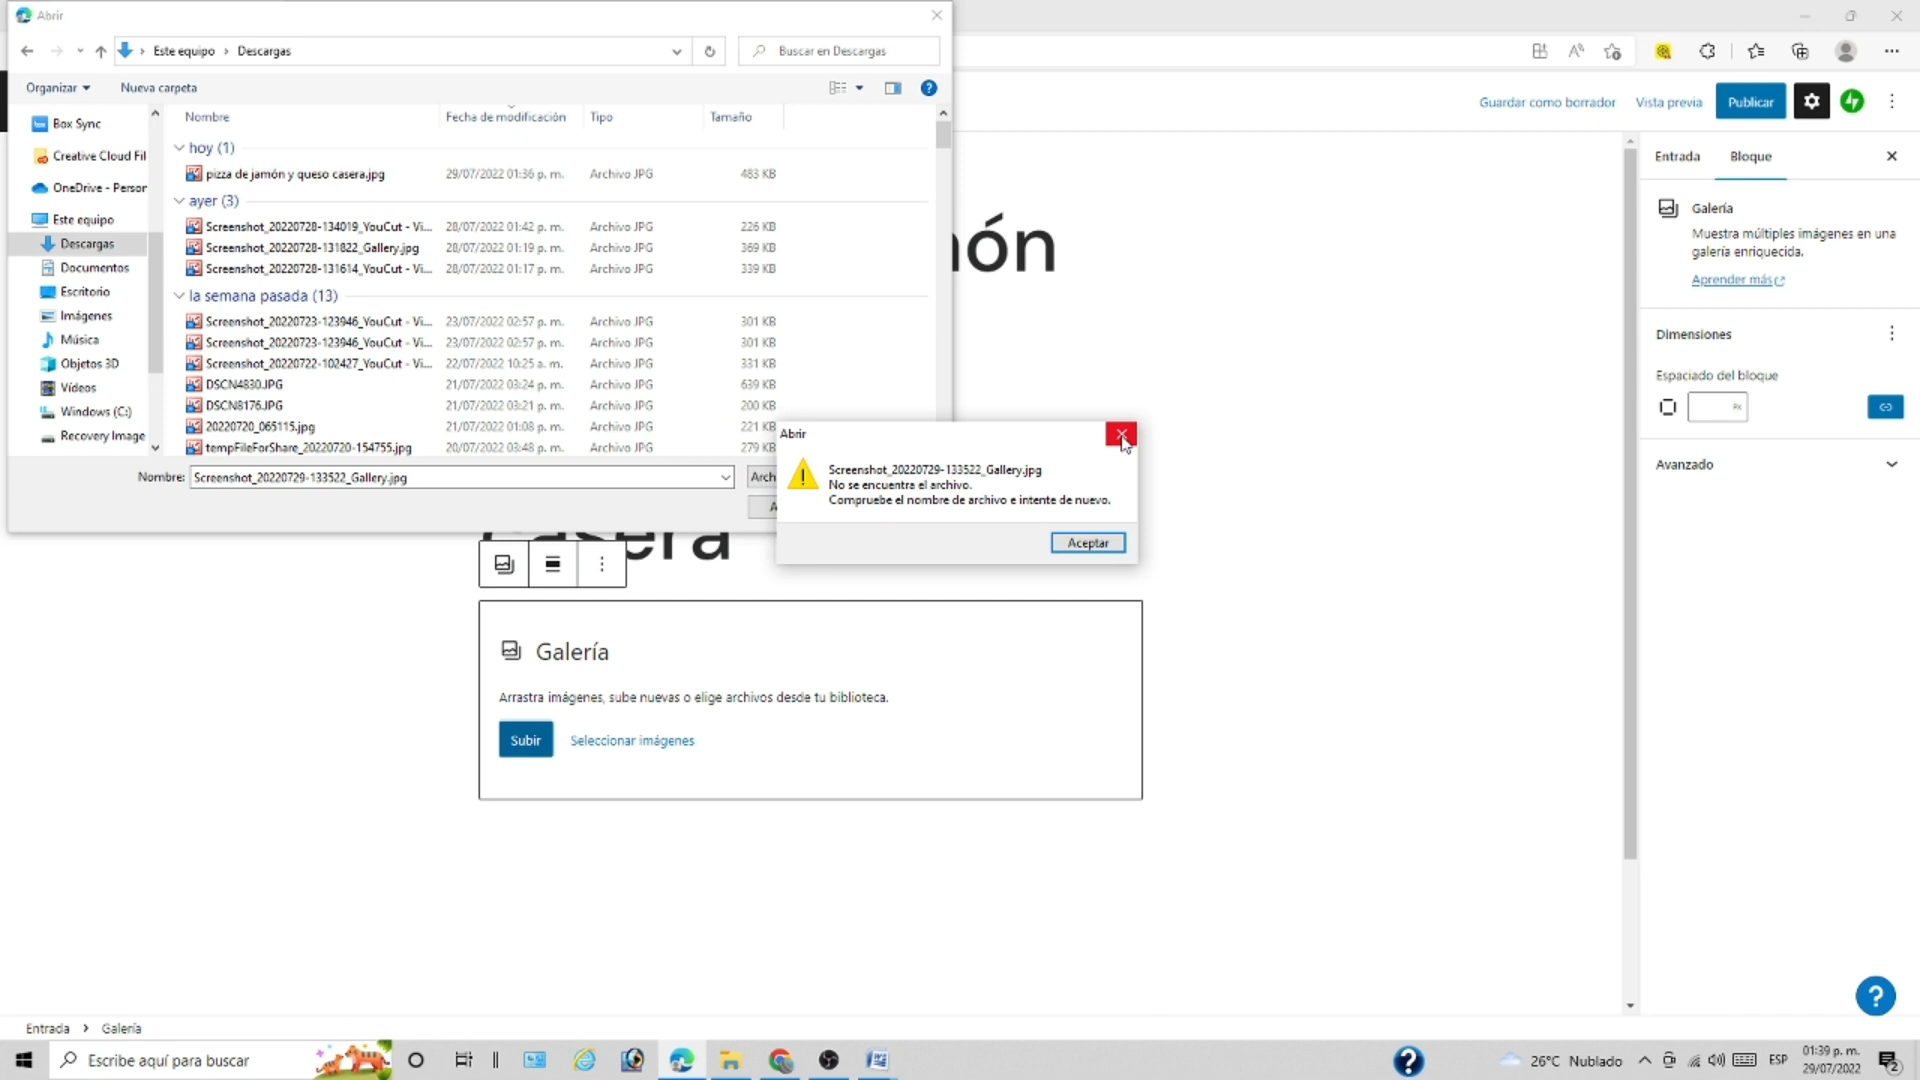 Abrir
Este equipo > Descargas
Buscar en Descargas
Organizar
Nueva carpeta
Nombre
Fecha de modificación
Tipo
Tamaño
Box Sync
Creative Cloud Fil
OneDrive - Person
Este equipo
Descargas
Documentos
Escritorio
Imágenes
Música
Objetos 3D
Vídeos
Windows (C:)
Recovery Image
hoy (1)
pizza de jamón y queso casera.jpg 29/07/2022 01:36 p. m. Archivo JPG 483 KB
ayer (3)
Screenshot_20220728-134019_YouCut - Vi... 28/07/2022 01:42 p. m. Archivo JPG 226 KB
Screenshot_20220728-131822_Gallery.jpg 28/07/2022 01:19 p. m. Archivo JPG 369 KB
Screenshot_20220728-131614_YouCut - Vi... 28/07/2022 01:17 p. m. Archivo JPG 339 KB
la semana pasada (13)
Screenshot_20220723-123946_YouCut - Vi... 23/07/2022 02:57 p. m. Archivo JPG 301 KB
Screenshot_20220723-123946_YouCut - Vi... 23/07/2022 02:57 p. m. Archivo JPG 301 KB
Screenshot_20220722-102427_YouCut - Vi... 22/07/2022 10:25 a. m. Archivo JPG 331 KB
DSCN4830.JPG 21/07/2022 03:24 p. m. Archivo JPG 639 KB
DSCN8176.JPG 21/07/2022 03:21 p. m. Archivo JPG 200 KB
20220720_065115.jpg 21/07/2022 01:08 p. m. Archivo JPG 221 KB
tempFileForShare_20220720-154755.jpg 20/07/2022 03:48 p. m. Archivo JPG 279 KB
Nombre: Screenshot_20220729-133522_Gallery.jpg
Arch
A
Abrir
Screenshot_20220729-133522_Gallery.jpg
No se encuentra el archivo.
Compruebe el nombre de archivo e intente de nuevo.
Aceptar
Guardar como borrador
Vista previa
Publicar
món
Casera
Galería
Arrastra imágenes, sube nuevas o elige archivos desde tu biblioteca.
Subir
Seleccionar imágenes
Entrada
Bloque
Galería
Muestra múltiples imágenes en una
galería enriquecida.
Aprender más
Dimensiones
Espaciado del bloque
PX
Avanzado
Entrada > Galería
Escribe aquí para buscar
26°C Nublado
ESP
01:39 p. m.
29/07/2022
2